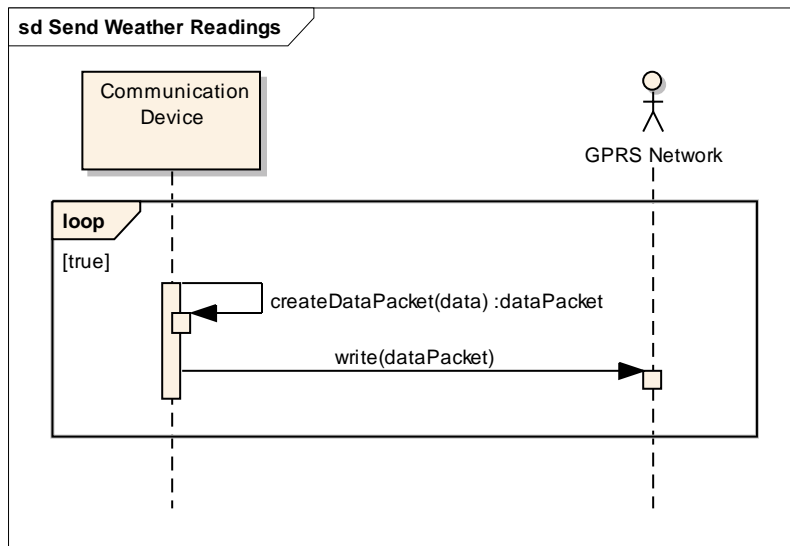 sd Send Weather Readings
Communication
Device
GPRS Network
loop
[true]
createDataPacket(data) :dataPacket
write(dataPacket)